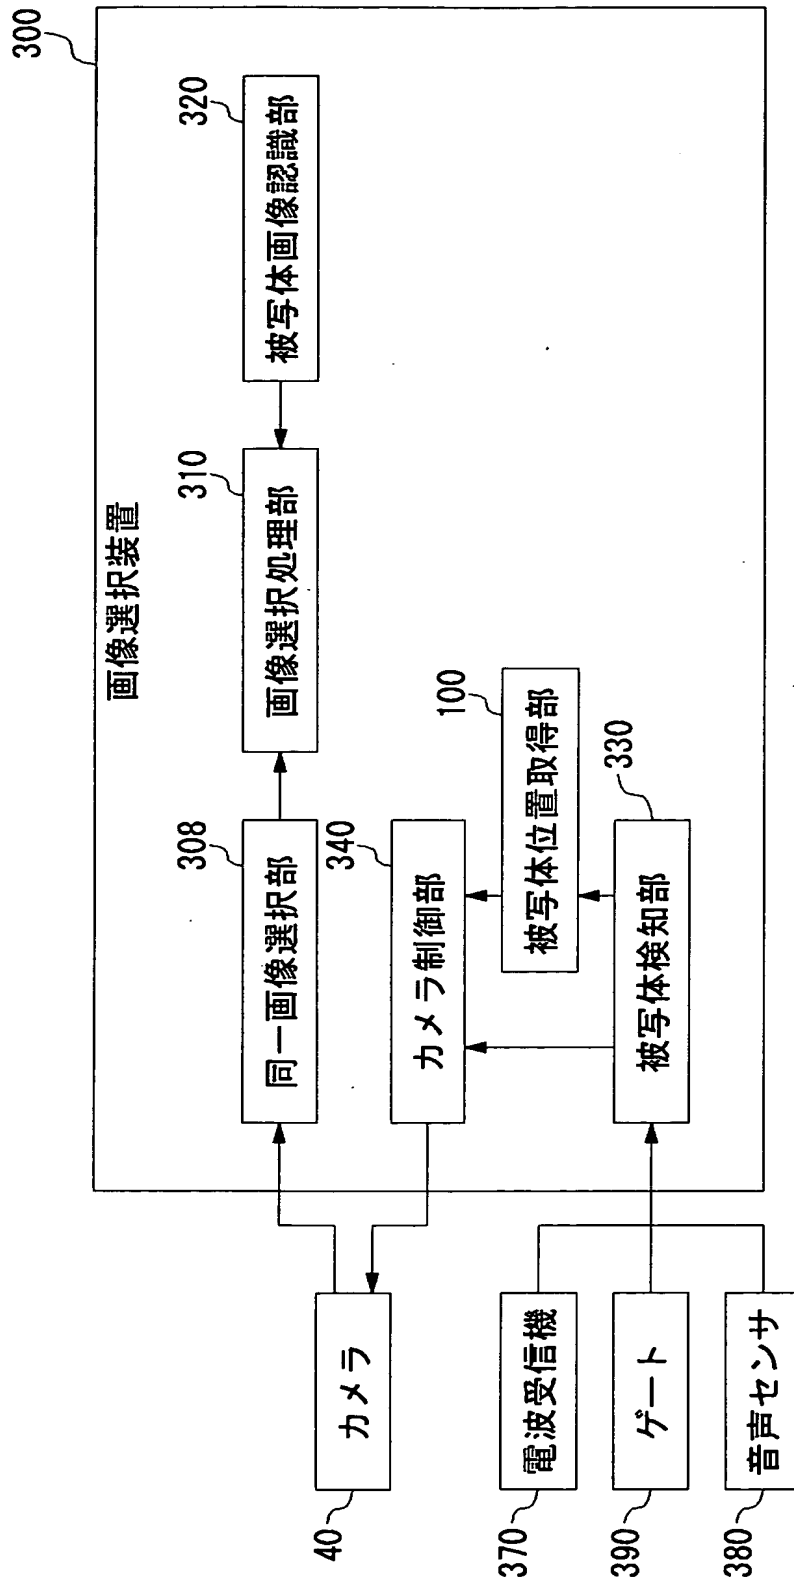 300
画像選択装置
320
被写体画像認識部
310
画像選択処理部
308
同一画像選択部
340
カメラ制御部
100
被写体位置取得部
330
被写体検知部
カメラ
40
電波受信機
370
ゲート
390
音声センサ
380